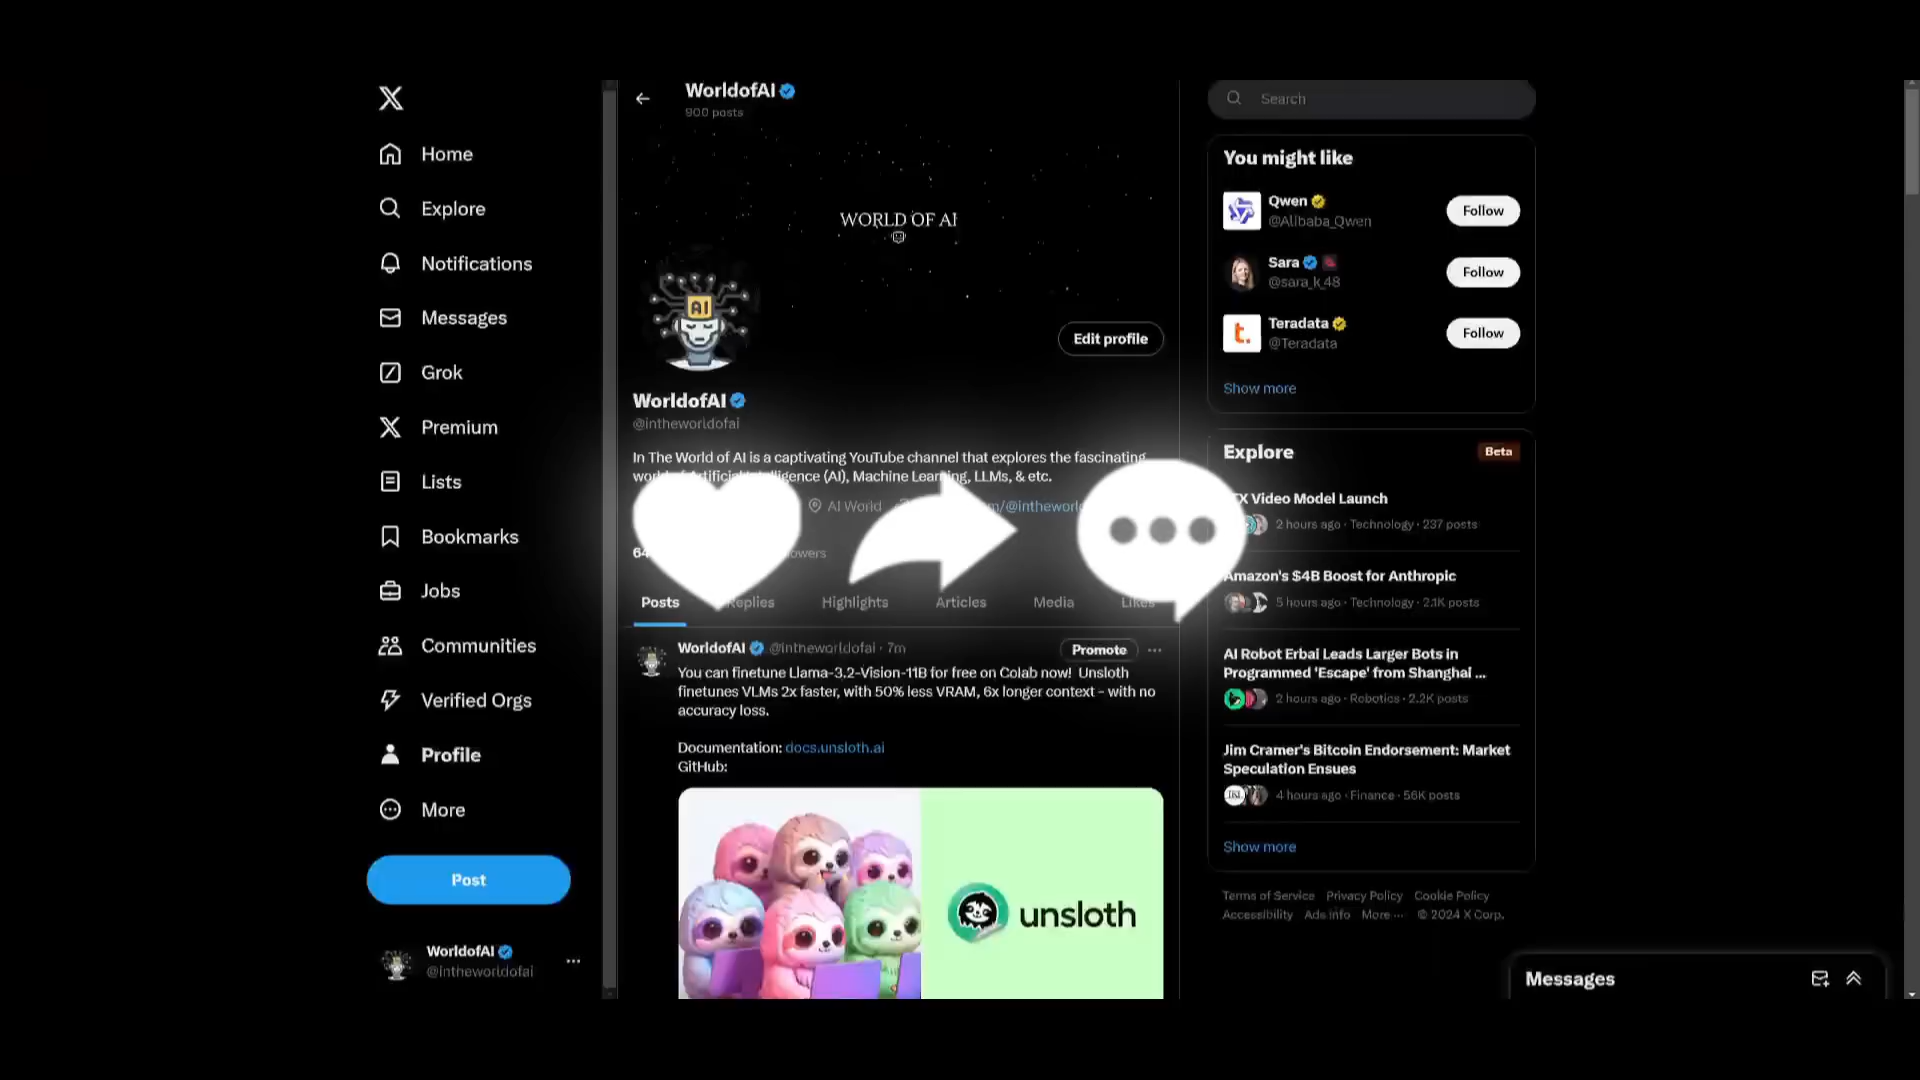 Home
Explore
Notifications
Messages
Grok
Premium
Lists
Bookmarks
Jobs
Communities
Verified Orgs
Profile
More
Post
WorldofAI
@intheworldofai
WorldofAI
900 posts
WORLD OF AI
AI
Edit profile
WorldofAI
@intheworldofai
In The World of AI is a captivating YouTube channel that explores the fascinating
(AI), Machine Learning, LLMs, & etc.
AI World
Posts
Highlights
Articles
Media
WorldofAI @intheworldofai · 7m
Promote
You can finetune Llama-3.2-Vision-11B for free on Colab now! Unsloth
finetunes VLMs 2x faster, with 50% less VRAM, 6x longer context - with no
accuracy loss.
Documentation: docs.unsloth.ai
GitHub:
unsloth
Search
You might like
Qwen
@Alibaba_Qwen
Follow
Sara
@sara_k_48
Follow
Teradata
@Teradata
Follow
Show more
Explore
Beta
Video Model Launch
2 hours ago · Technology · 237 posts
Amazon's $4B Boost for Anthropic
5 hours ago · Technology · 2.1K posts
AI Robot Erbai Leads Larger Bots in
Programmed 'Escape' from Shanghai ...
2 hours ago · Robotics · 2.2K posts
Jim Cramer's Bitcoin Endorsement: Market
Speculation Ensues
4 hours ago · Finance · 56K posts
Show more
Terms of Service Privacy Policy Cookie Policy
Accessibility Ads info More ··· © 2024 X Corp.
Messages